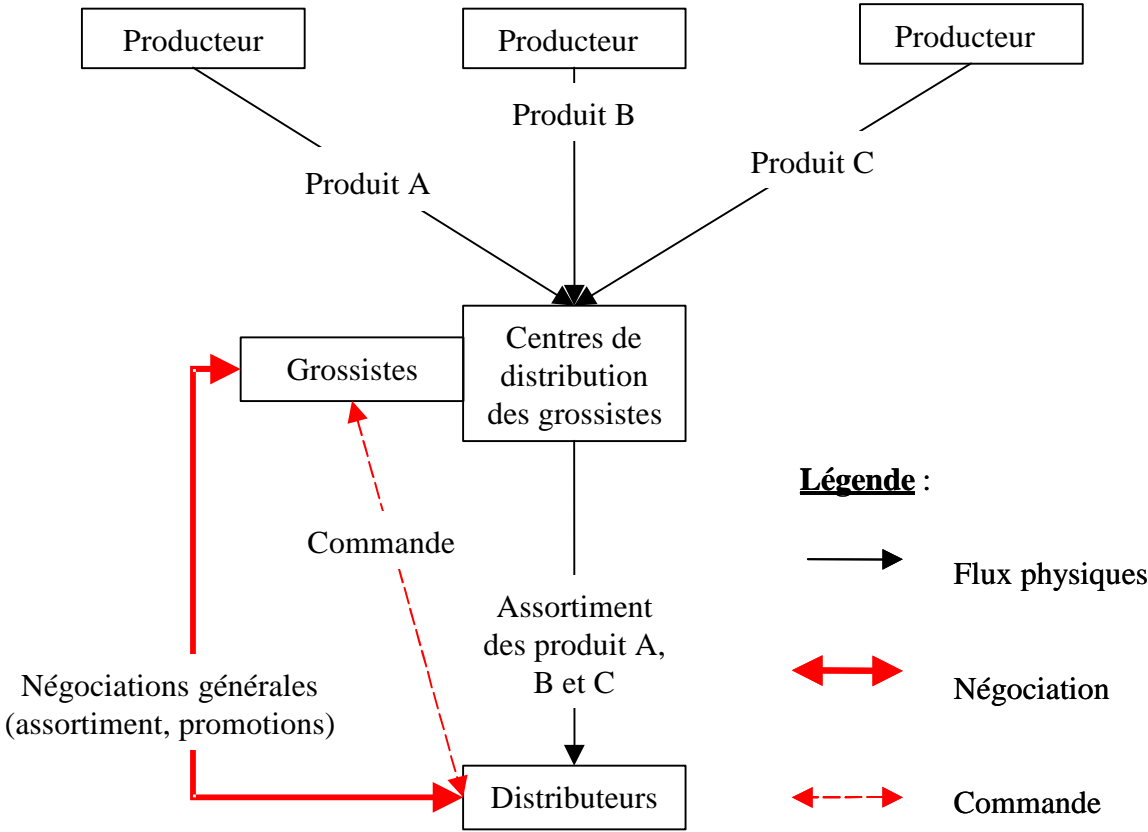 Producteur
Producteur
Producteur
Produit B
Produit A
Produit C
Grossistes
Centres de
distribution
des grossistes
Légende :
Commande
Flux physiques
Assortiment
des produit A,
B et C
Négociations générales
(assortiment, promotions)
Négociation
Distributeurs
Commande